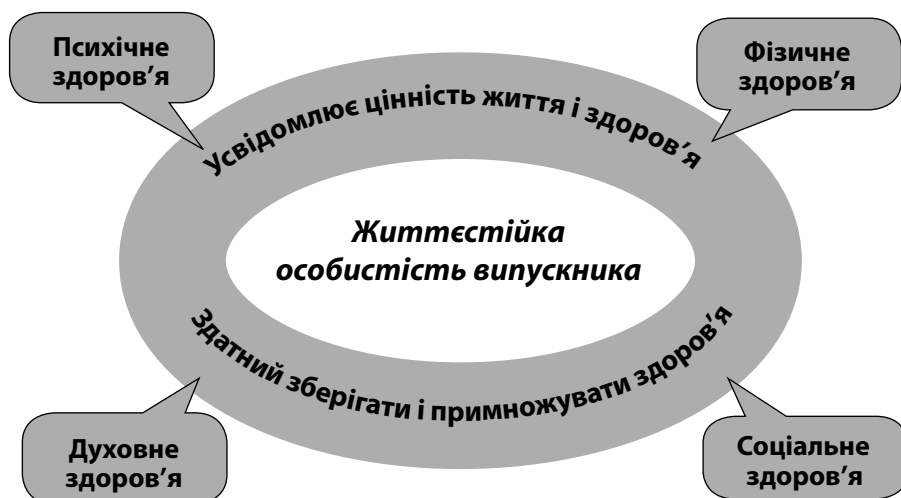 Психічне
здоров’я
Фізичне
здоров’я
Усвідомлює цінність життя і здоров’я
Життєстійка
особистість випускника
Здатний зберігати і примножувати здоров’я
Духовне
здоров’я
Соціальне
здоров’я